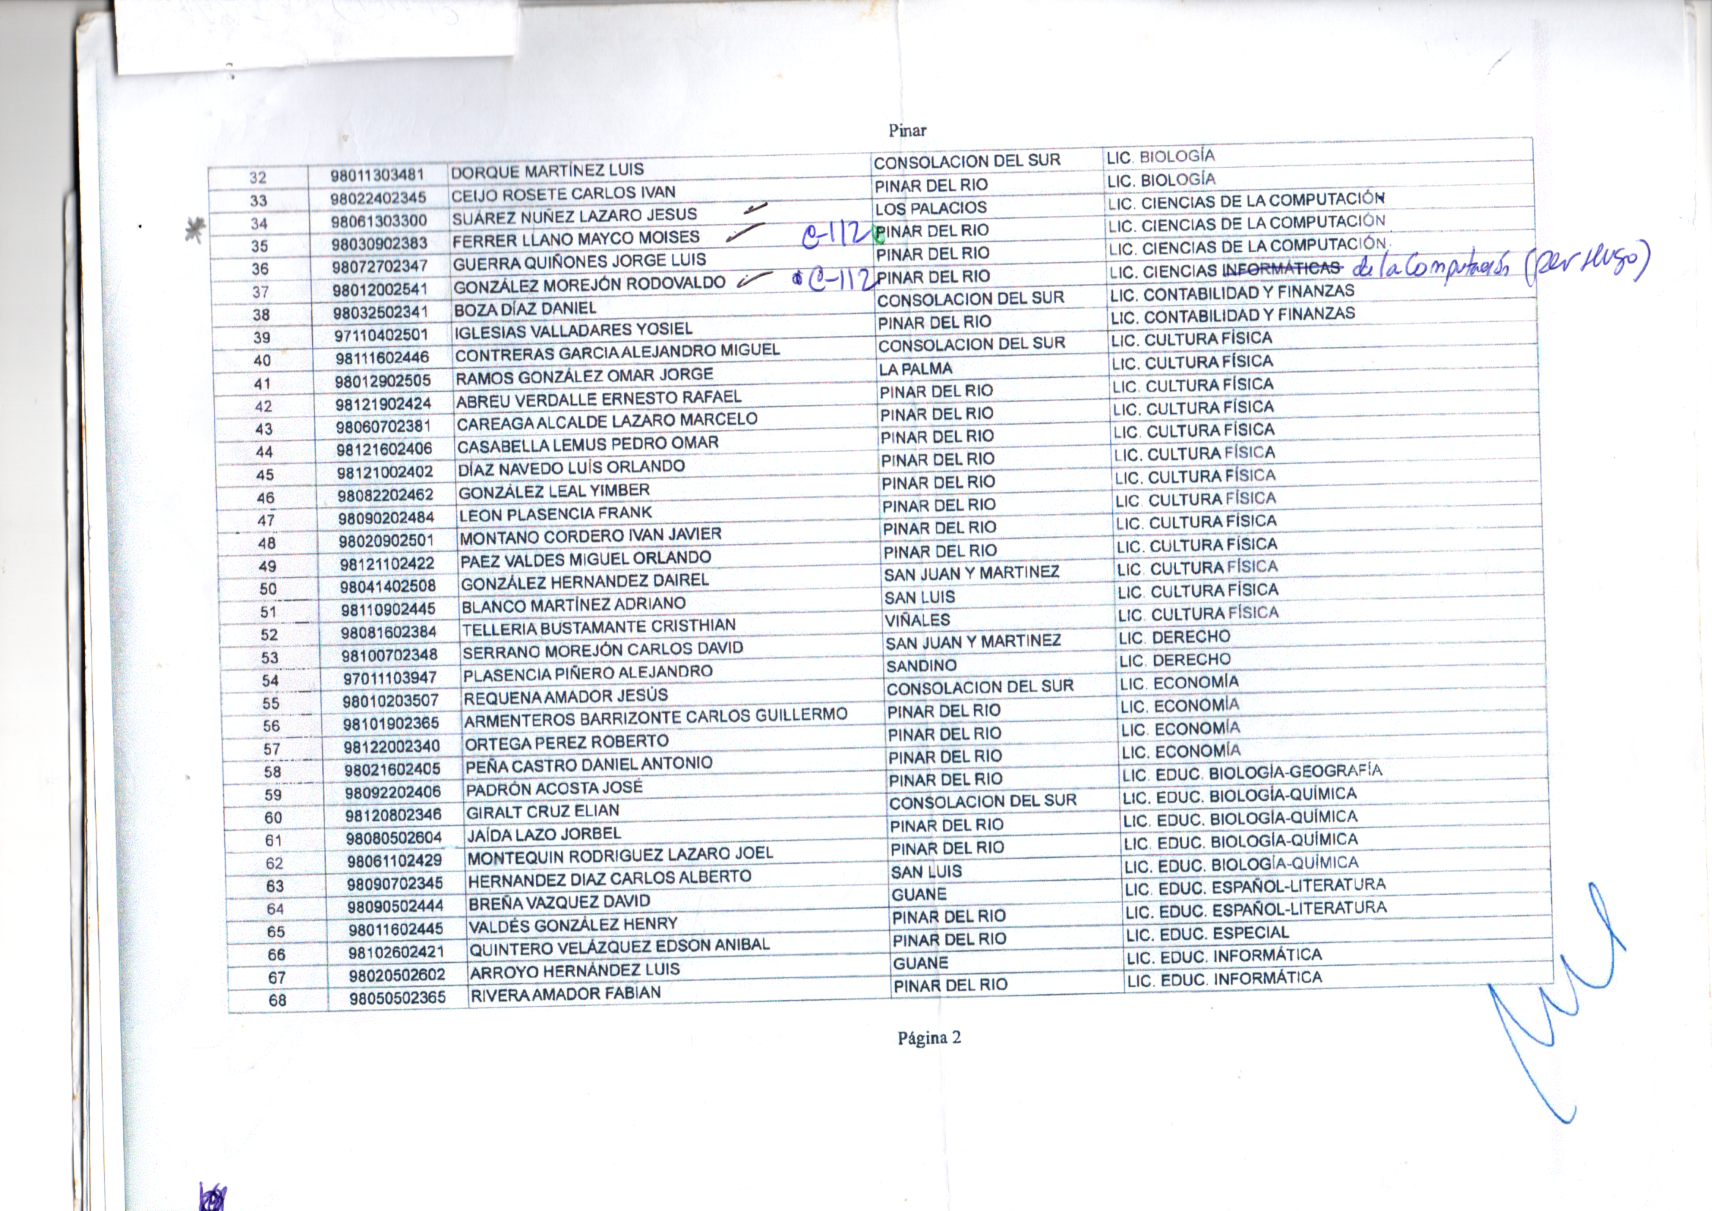 Pinar
32 98011303481 DORQUE MARTÍNEZ LUIS CONSOLACION DEL SUR LIC. BIOLOGÍA
33 98022402345 CEIJO ROSETE CARLOS IVAN PINAR DEL RIO LIC. BIOLOGÍA
34 98061303300 SUÁREZ NUÑEZ LAZARO JESUS LOS PALACIOS LIC. CIENCIAS DE LA COMPUTACIÓN
35 98030902383 FERRER LLANO MAYCO MOISES C-112 PINAR DEL RIO LIC. CIENCIAS DE LA COMPUTACIÓN
36 98072702347 GUERRA QUIÑONES JORGE LUIS PINAR DEL RIO LIC. CIENCIAS DE LA COMPUTACIÓN
37 98012002541 GONZÁLEZ MOREJÓN RODOVALDO C-112 PINAR DEL RIO LIC. CIENCIAS INFORMÁTICAS de la Computación
38 98032502341 BOZA DÍAZ DANIEL CONSOLACION DEL SUR LIC. CONTABILIDAD Y FINANZAS
39 97110402501 IGLESIAS VALLADARES YOSIEL PINAR DEL RIO LIC. CONTABILIDAD Y FINANZAS
40 98111602446 CONTRERAS GARCIA ALEJANDRO MIGUEL CONSOLACION DEL SUR LIC. CULTURA FÍSICA
41 98012902505 RAMOS GONZÁLEZ OMAR JORGE LA PALMA LIC. CULTURA FÍSICA
42 98121902424 ABREU VERDALLE ERNESTO RAFAEL PINAR DEL RIO LIC. CULTURA FÍSICA
43 98060702381 CAREAGA ALCALDE LAZARO MARCELO PINAR DEL RIO LIC. CULTURA FÍSICA
44 98121602406 CASABELLA LEMUS PEDRO OMAR PINAR DEL RIO LIC. CULTURA FÍSICA
45 98121002402 DÍAZ NAVEDO LUÍS ORLANDO PINAR DEL RIO LIC. CULTURA FÍSICA
46 98082202462 GONZÁLEZ LEAL YIMBER PINAR DEL RIO LIC. CULTURA FÍSICA
47 98090202484 LEON PLASENCIA FRANK PINAR DEL RIO LIC. CULTURA FÍSICA
48 98020902501 MONTANO CORDERO IVAN JAVIER PINAR DEL RIO LIC. CULTURA FÍSICA
49 98121102422 PAEZ VALDES MIGUEL ORLANDO PINAR DEL RIO LIC. CULTURA FÍSICA
50 98041402508 GONZÁLEZ HERNANDEZ DAIREL SAN JUAN Y MARTINEZ LIC. CULTURA FÍSICA
51 98110902445 BLANCO MARTÍNEZ ADRIANO SAN LUIS LIC. CULTURA FÍSICA
52 98081602384 TELLERIA BUSTAMANTE CRISTHIAN VIÑALES LIC. CULTURA FÍSICA
53 98100702348 SERRANO MOREJÓN CARLOS DAVID SAN JUAN Y MARTINEZ LIC. DERECHO
54 97011103947 PLASENCIA PIÑERO ALEJANDRO SANDINO LIC. DERECHO
55 98010203507 REQUENA AMADOR JESÚS CONSOLACION DEL SUR LIC. ECONOMÍA
56 98101902365 ARMENTEROS BARRIZONTE CARLOS GUILLERMO PINAR DEL RIO LIC. ECONOMÍA
57 98122002340 ORTEGA PEREZ ROBERTO PINAR DEL RIO LIC. ECONOMÍA
58 98021602405 PEÑA CASTRO DANIEL ANTONIO PINAR DEL RIO LIC. ECONOMÍA
59 98092202406 PADRÓN ACOSTA JOSÉ PINAR DEL RIO LIC. EDUC. BIOLOGÍA-GEOGRAFÍA
60 98120802346 GIRALT CRUZ ELIAN CONSOLACION DEL SUR LIC. EDUC. BIOLOGÍA-QUÍMICA
61 98080502604 JAÍDA LAZO JORBEL PINAR DEL RIO LIC. EDUC. BIOLOGÍA-QUÍMICA
62 98061102429 MONTEQUIN RODRIGUEZ LAZARO JOEL PINAR DEL RIO LIC. EDUC. BIOLOGÍA-QUÍMICA
63 98090702345 HERNANDEZ DIAZ CARLOS ALBERTO SAN LUIS LIC. EDUC. BIOLOGÍA-QUÍMICA
64 98090502444 BREÑA VAZQUEZ DAVID GUANE LIC. EDUC. ESPAÑOL-LITERATURA
65 98011602445 VALDÉS GONZÁLEZ HENRY PINAR DEL RIO LIC. EDUC. ESPAÑOL-LITERATURA
66 98102602421 QUINTERO VELÁZQUEZ EDSON ANIBAL PINAR DEL RIO LIC. EDUC. ESPECIAL
67 98020502602 ARROYO HERNÁNDEZ LUIS GUANE LIC. EDUC. INFORMÁTICA
68 98050502365 RIVERA AMADOR FABIAN PINAR DEL RIO LIC. EDUC. INFORMÁTICA
Página 2